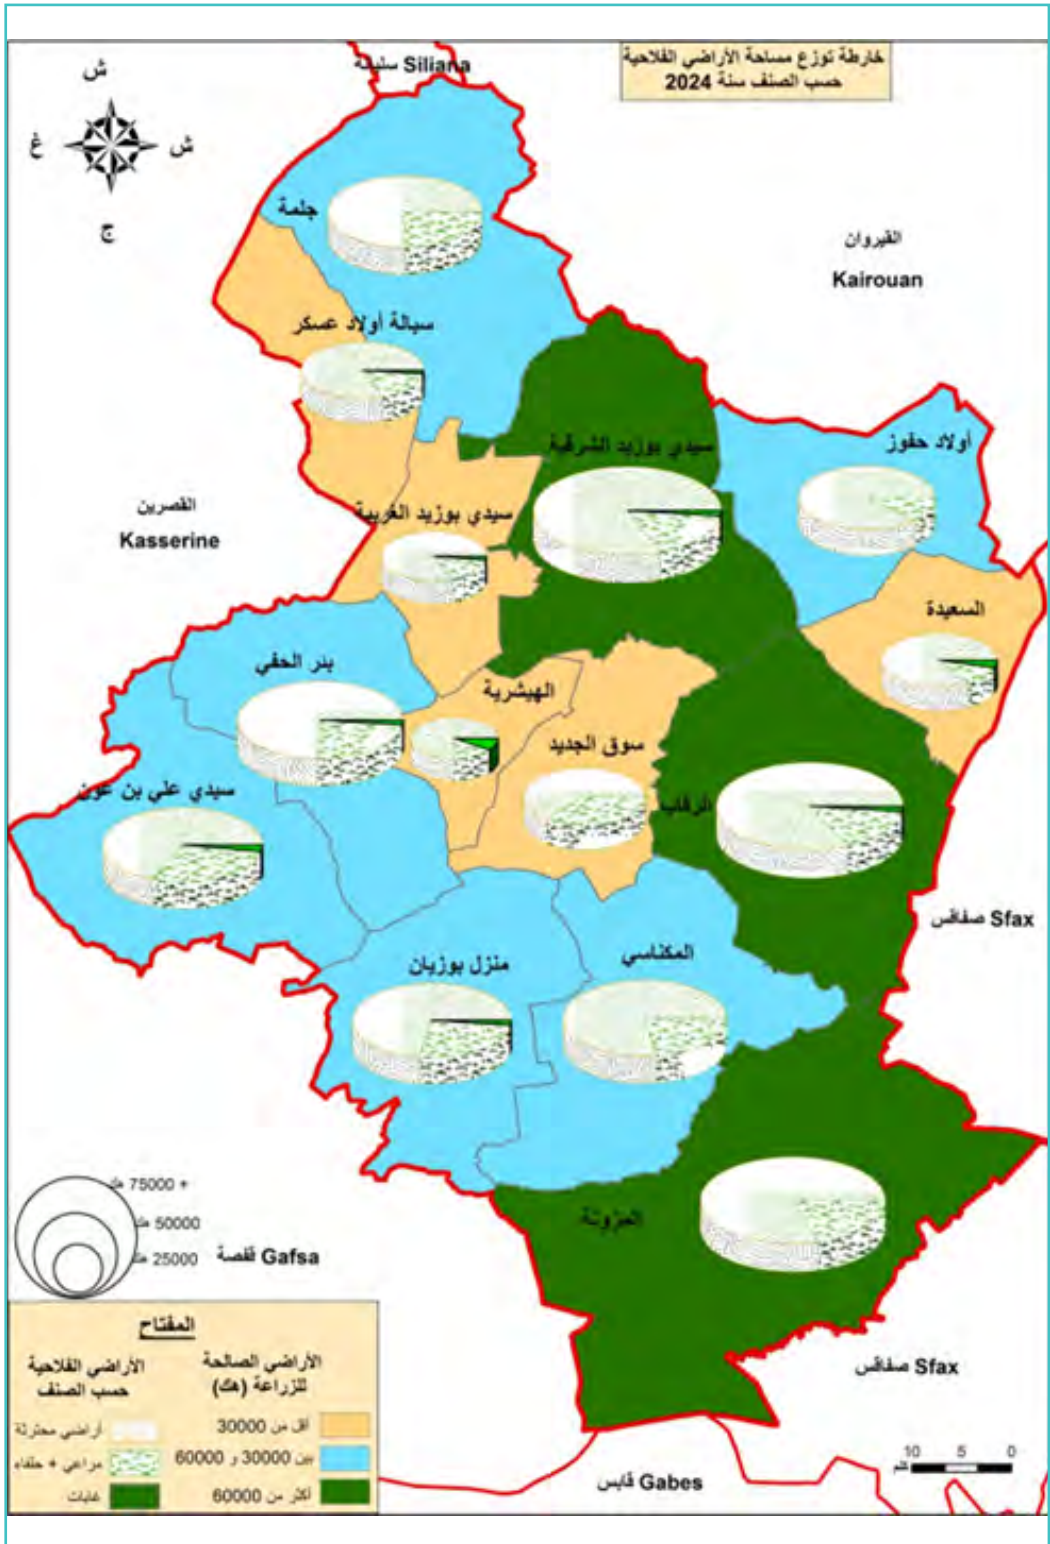 خارطة توزع مساحة الأراضي الفلاحية
حسب الصنف سنة 2024
سليانة Siliana
ش
غ
ش
ج
جلمة
القيروان
Kairouan
سبالة أولاد عسكر
أولاد حفوز
سيدي بوزيد الشرقية
القصرين
Kasserine
سيدي بوزيد الغربية
السعيدة
بئر الحفي
الهيشرية
سوق الجديد
سيدي علي بن عون
الرقاب
صفاقس Sfax
المكناسي
منزل بوزيان
المزونة
75000 + هك
50000 هك
25000 هك
قفصة Gafsa
المفتاح
الأراضي الصالحة
للزراعة (هك)
الأراضي الفلاحية
حسب الصنف
أقل من 30000
أراضي محترثة
بين 30000 و 60000
مراعي + حلفاء
أكثر من 60000
غابات
صفاقس Sfax
قابس Gabes
10 5 0
كلم